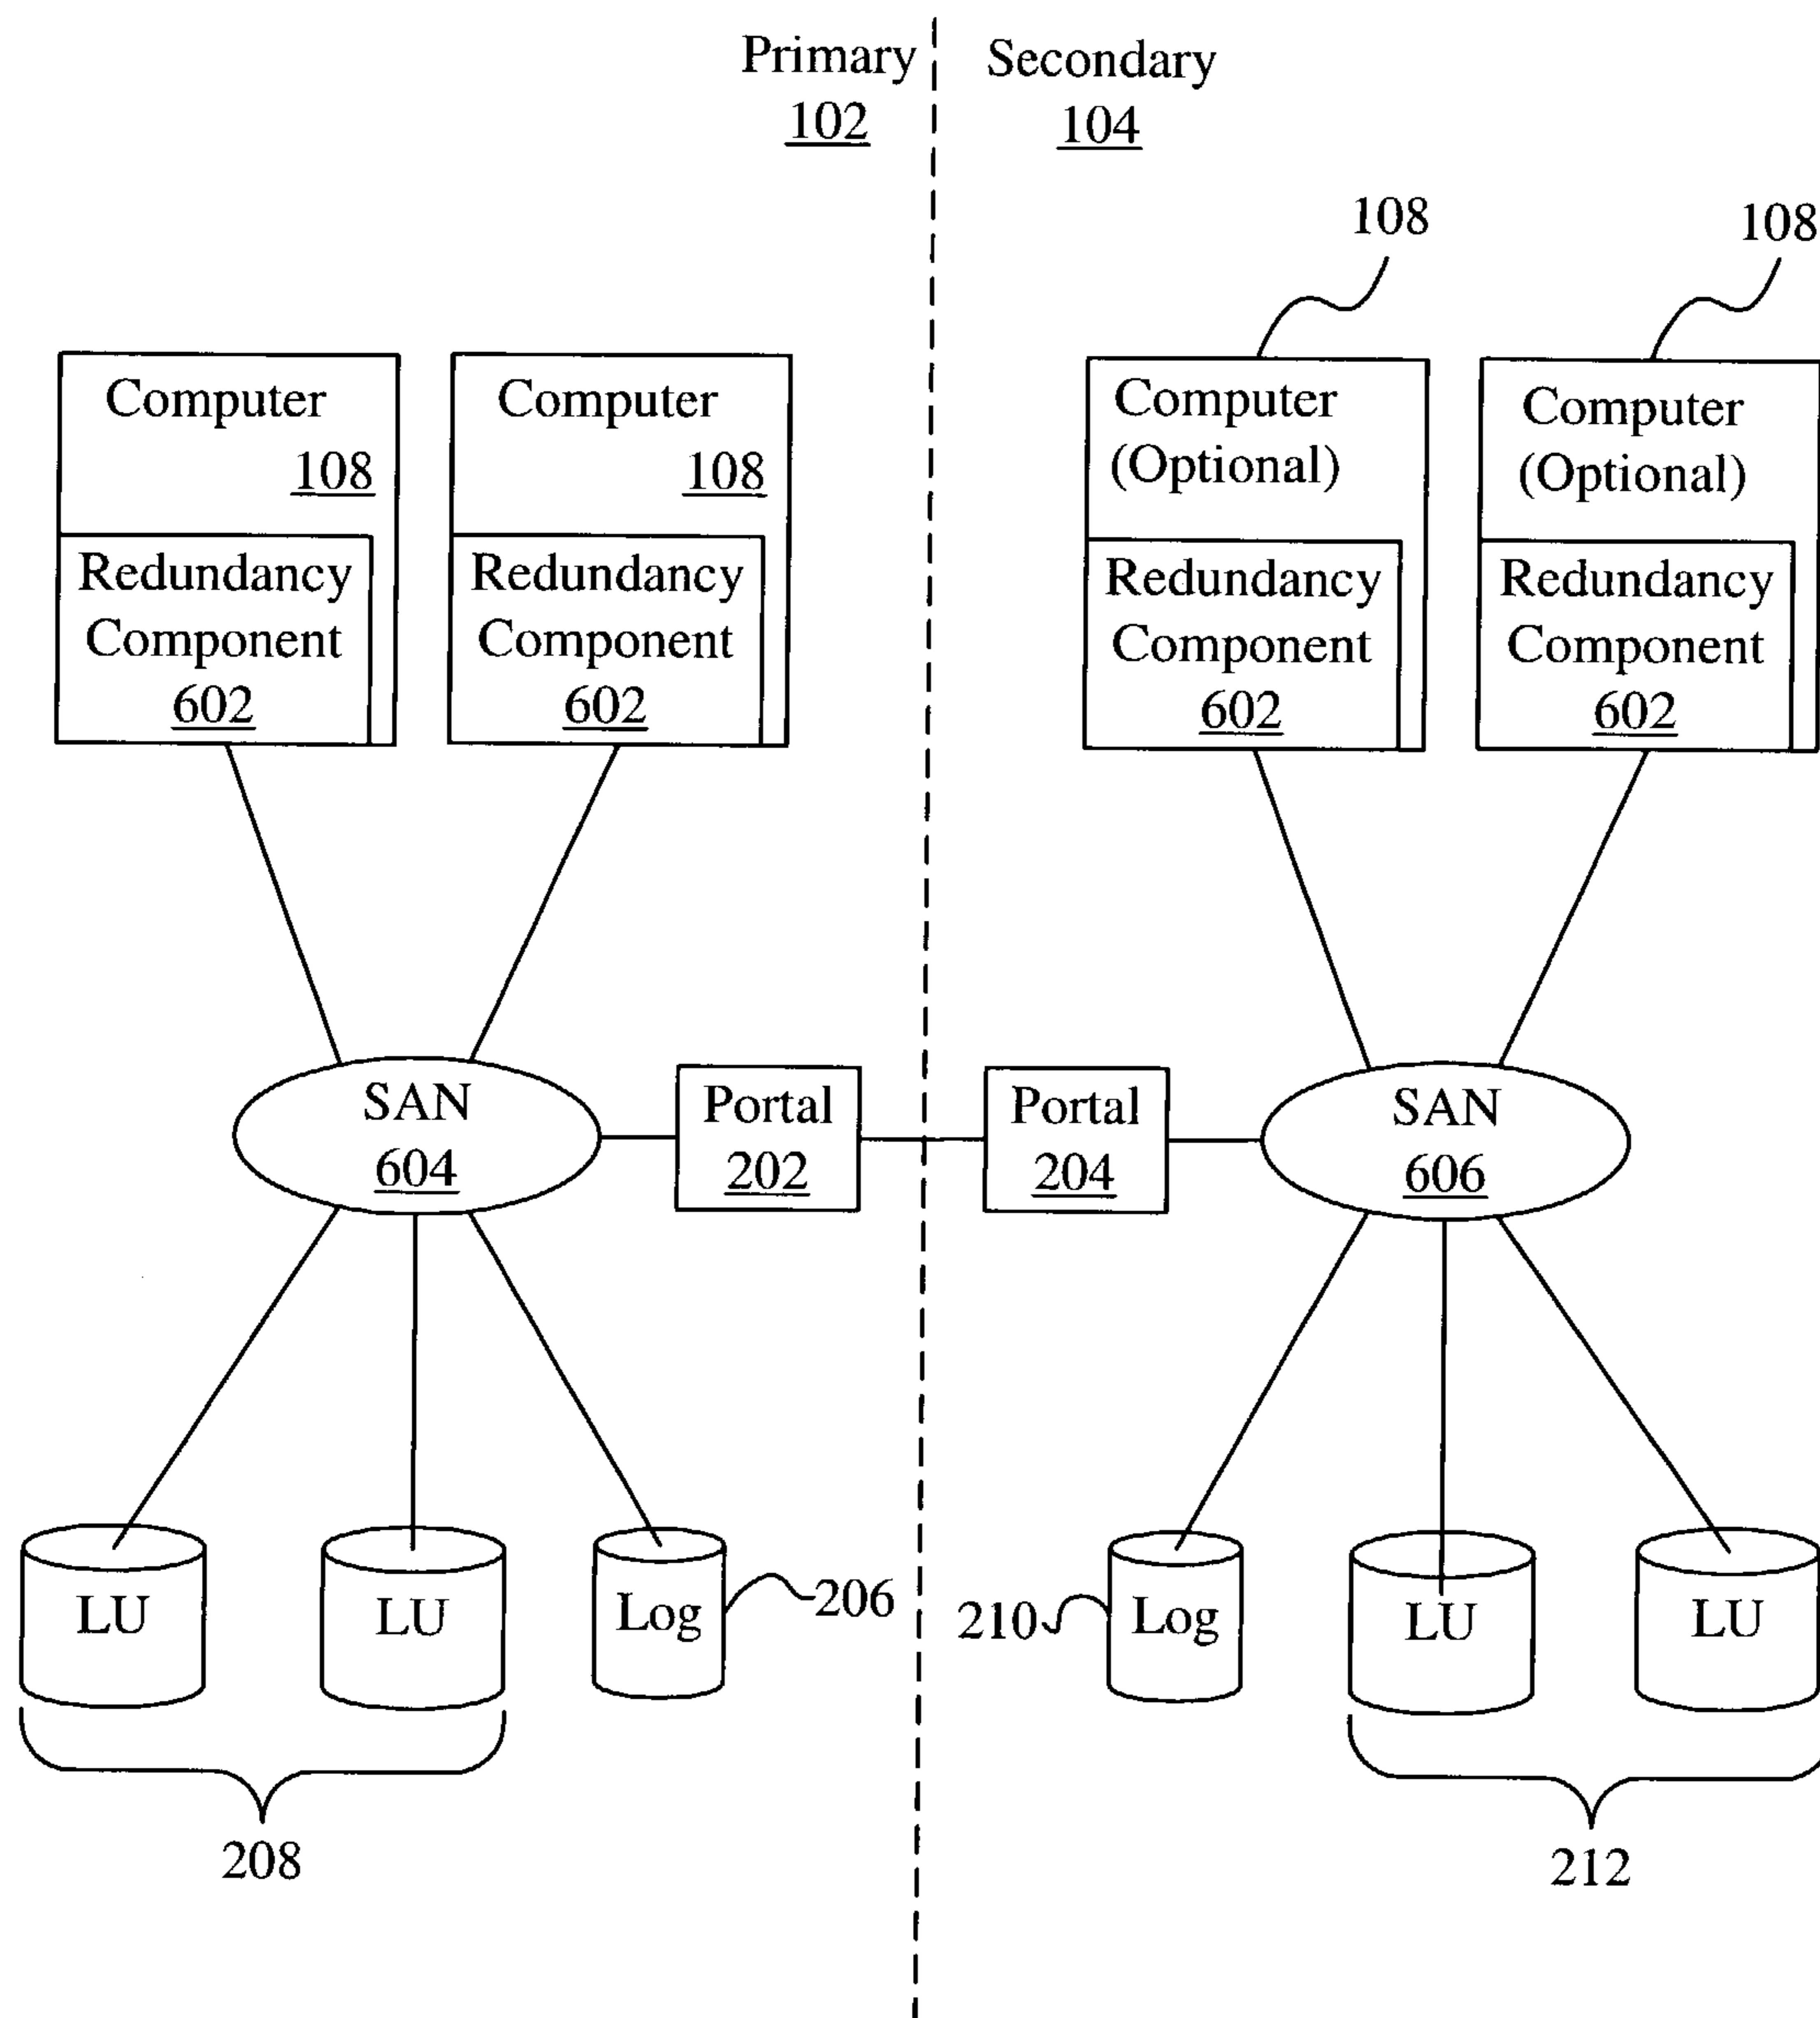 Primary
102
Secondary
104
108
108
Computer
108
Redundancy
Component
602
Computer
108
Redundancy
Component
602
Computer
(Optional)
Redundancy
Component
602
Computer
(Optional)
Redundancy
Component
602
SAN
604
Portal
202
Portal
204
SAN
606
LU
LU
Log
206
210
Log
LU
LU
208
212